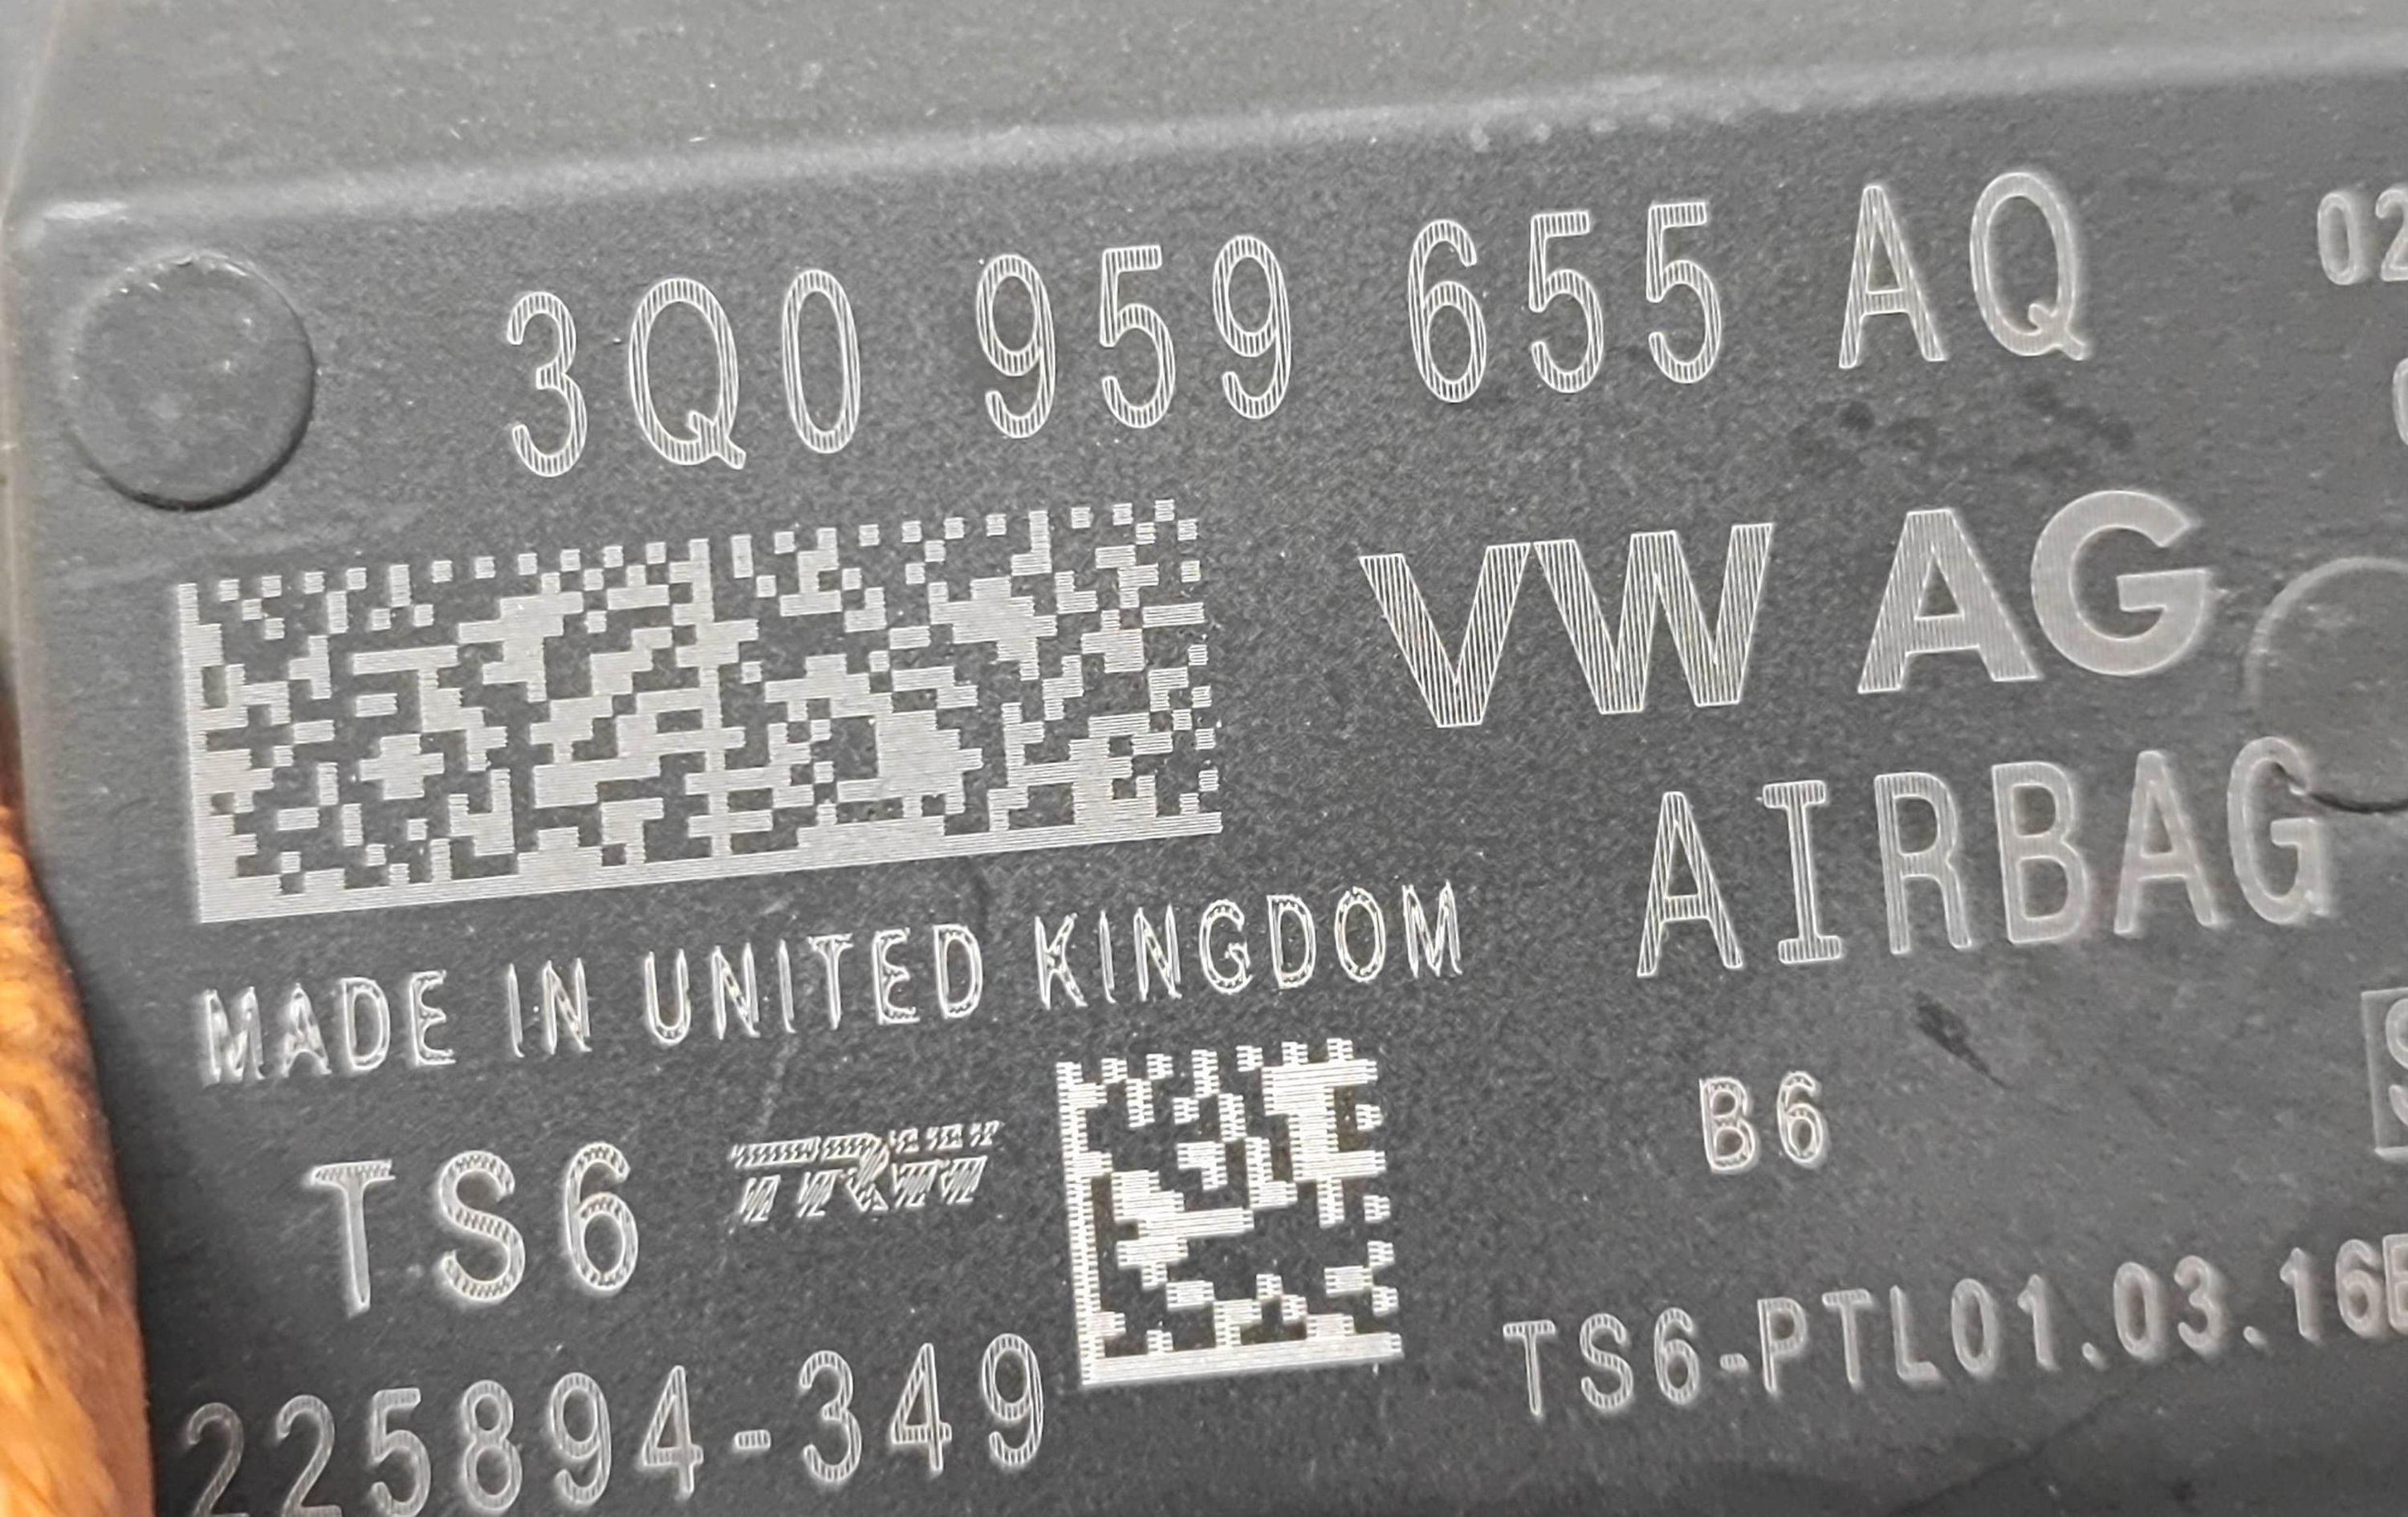 3Q0 959 655 AQ
02
VW AG
AIRBAG
MADE IN UNITED KINGDOM
B6
TS6 TRW
TS6-PTL01.03.16
225894-349